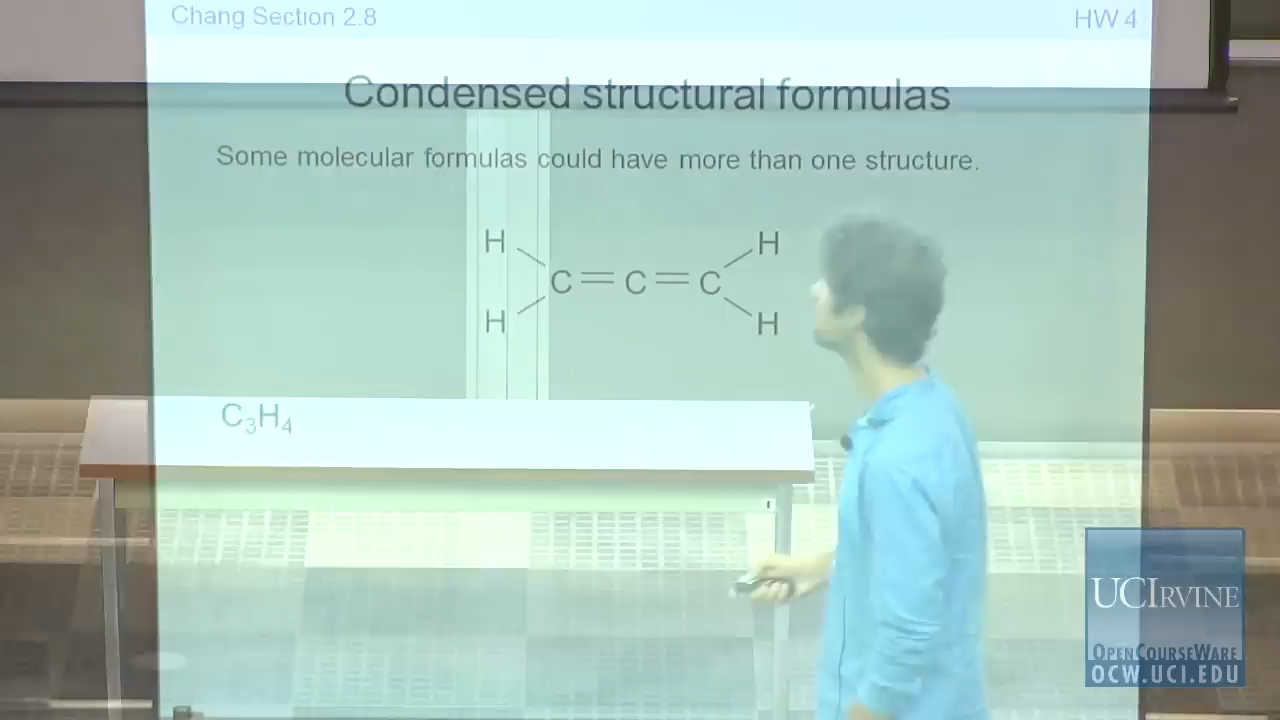 Chang Section 2.8
HW 4
Condensed structural formulas
Some molecular formulas could have more than one structure.
H H
C=C=C
H H
C₃H₄
UCIRVINE
OPENCOURSEWARE
OCW.UCI.EDU